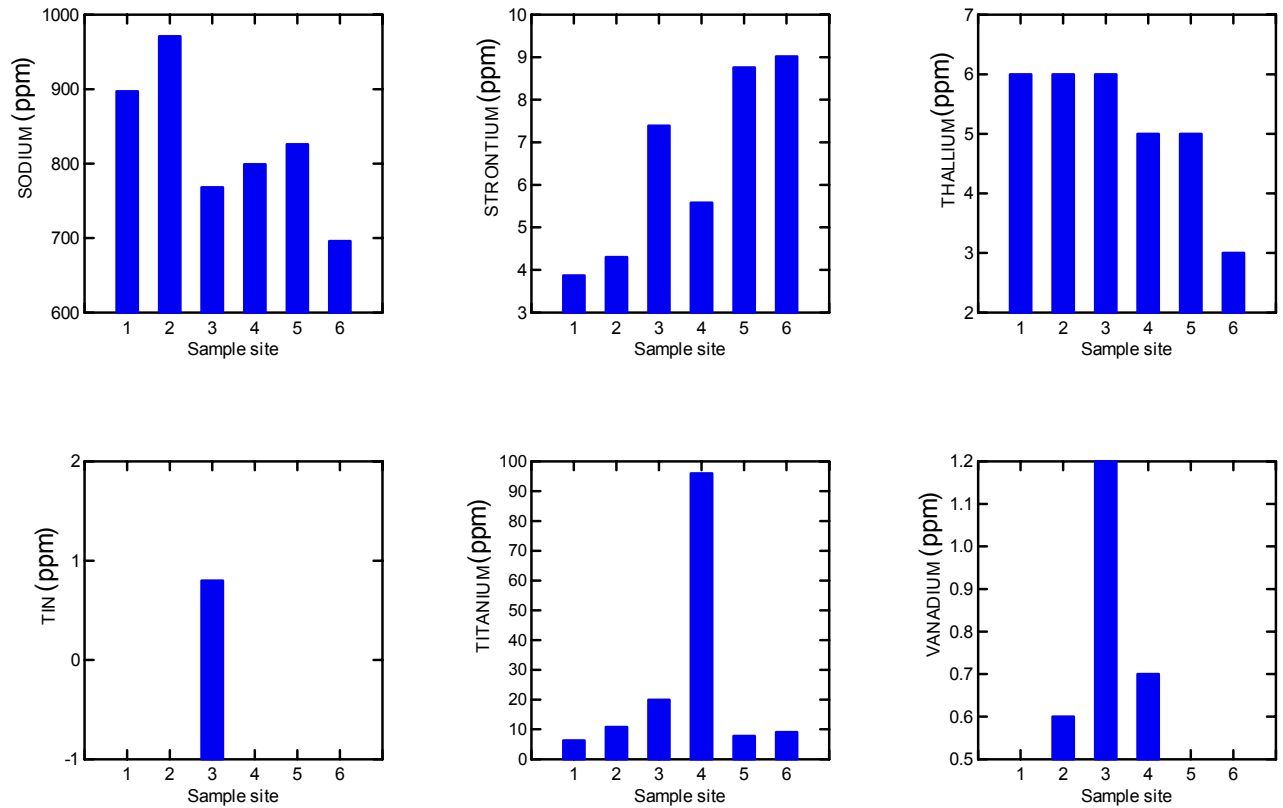 SODIUM (ppm)
1000
900
800
700
600
1 2 3 4 5 6
Sample site
STRONTIUM (ppm)
10
9
8
7
6
5
4
3
1 2 3 4 5 6
Sample site
THALLIUM (ppm)
7
6
5
4
3
2
1 2 3 4 5 6
Sample site
TIN (ppm)
2
1
0
-1
1 2 3 4 5 6
Sample site
TITANIUM (ppm)
100
90
80
70
60
50
40
30
20
10
0
1 2 3 4 5 6
Sample site
VANADIUM (ppm)
1.2
1.1
1.0
0.9
0.8
0.7
0.6
0.5
1 2 3 4 5 6
Sample site